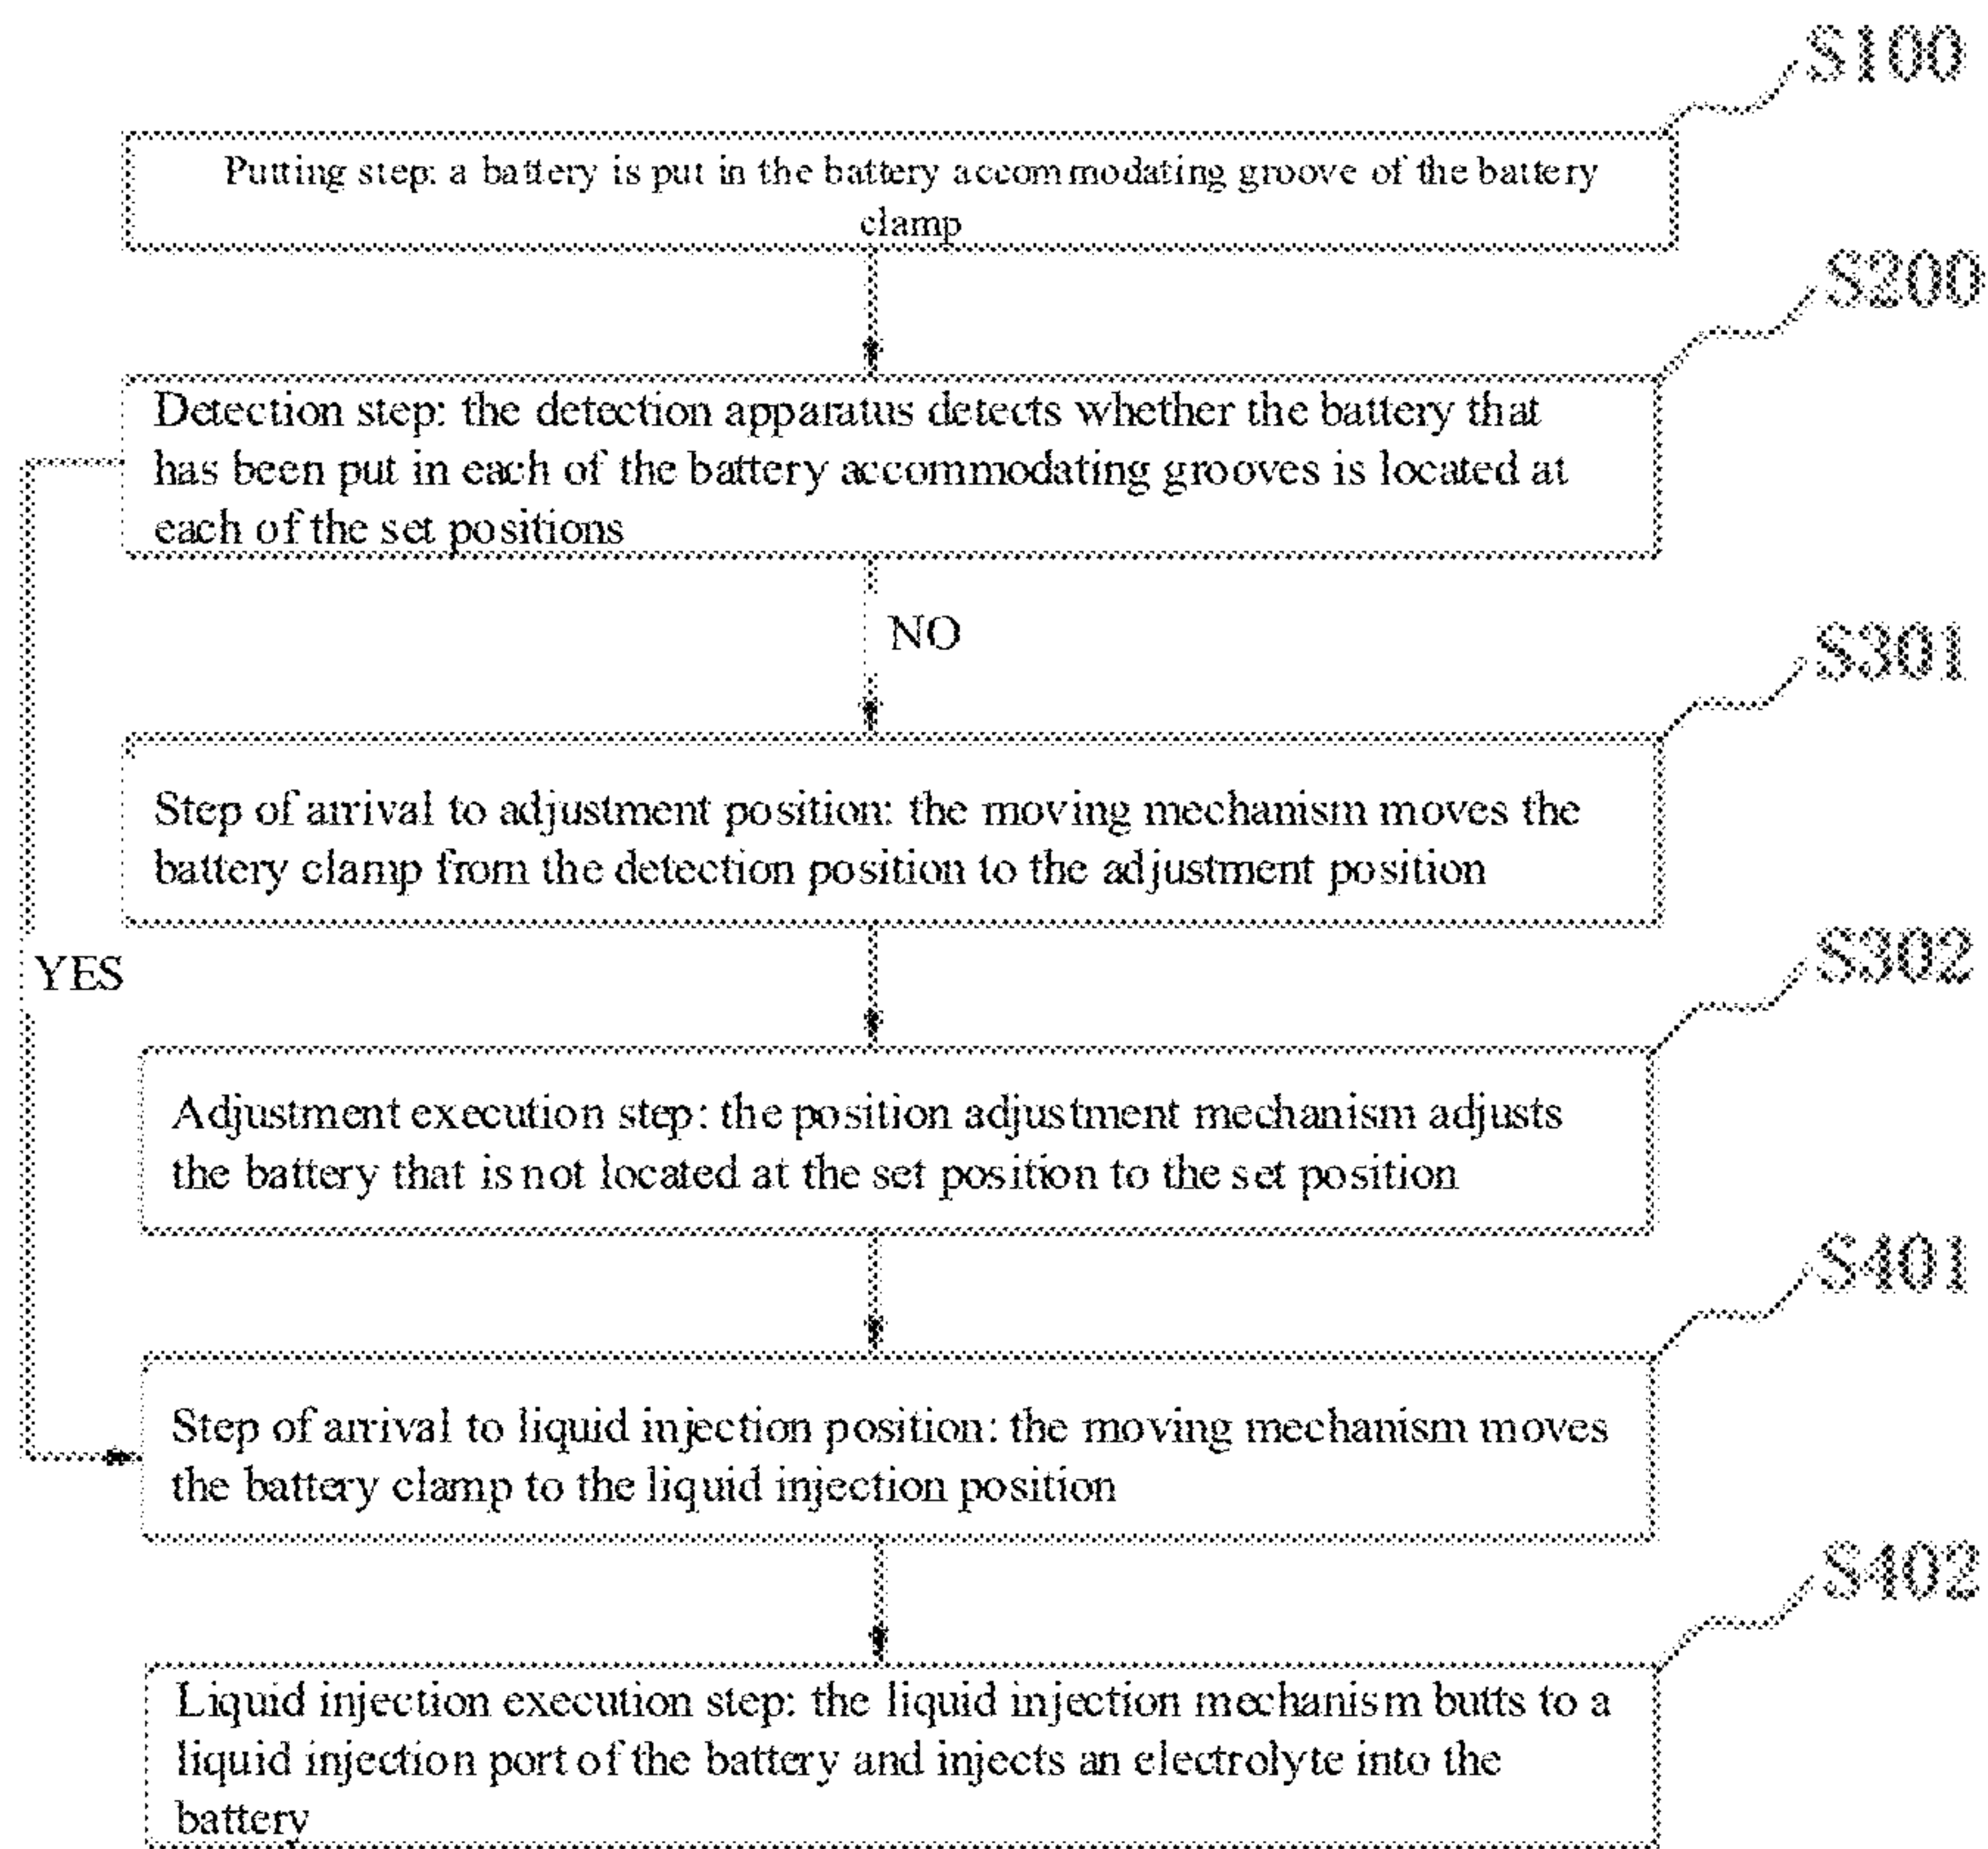 S100
Putting step: a battery is put in the battery accommodating groove of the battery
clamp
S200
Detection step: the detection apparatus detects whether the battery that
has been put in each of the battery accommodating grooves is located at
each of the set positions
NO
S301
Step of arrival to adjustment position: the moving mechanism moves the
battery clamp from the detection position to the adjustment position
YES
S302
Adjustment execution step: the position adjustment mechanism adjusts
the battery that is not located at the set position to the set position
S401
Step of arrival to liquid injection position: the moving mechanism moves
the battery clamp to the liquid injection position
S402
Liquid injection execution step: the liquid injection mechanism butts to a
liquid injection port of the battery and injects an electrolyte into the
battery